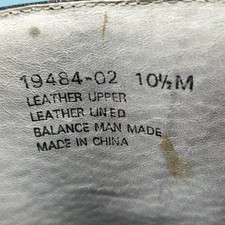 19484-02 10½M
LEATHER UPPER
LEATHER LINED
BALANCE MAN MADE
MADE IN CHINA